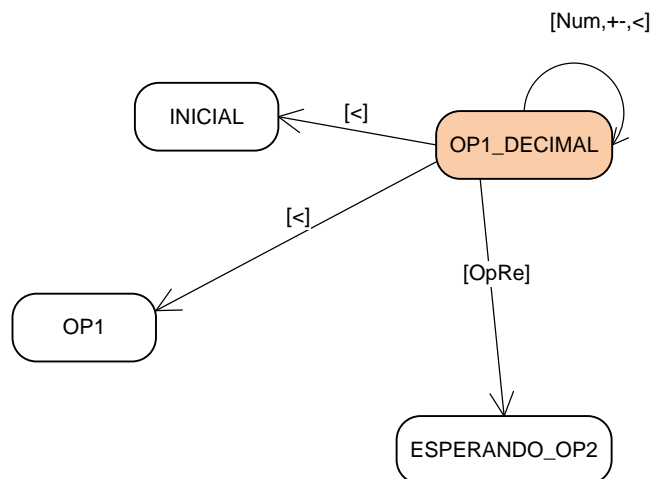 [Num,+-,<]
INICIAL
[<]
OP1_DECIMAL
[<]
[OpRe]
OP1
ESPERANDO_OP2